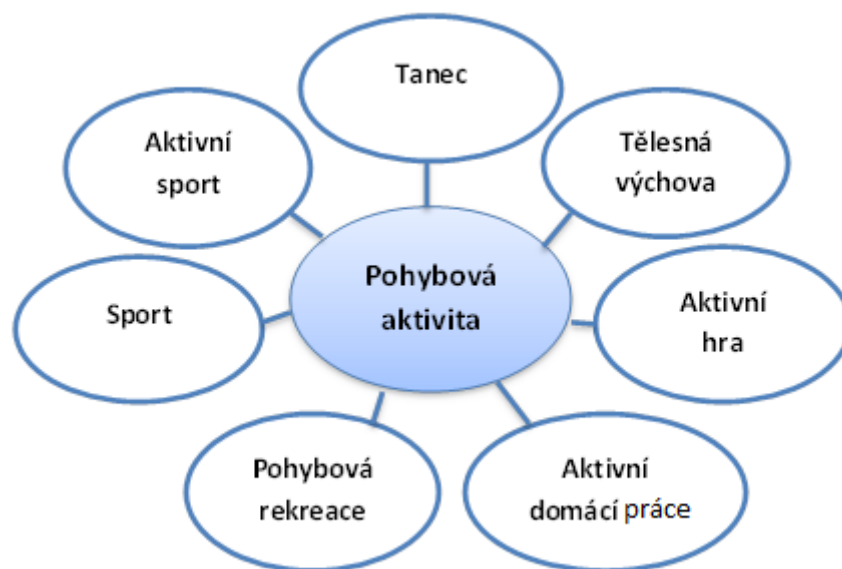 Tanec
Aktivní
sport
Tělesná
výchova
Pohybová
aktivita
Sport
Aktivní
hra
Pohybová
rekreace
Aktivní
domácí práce